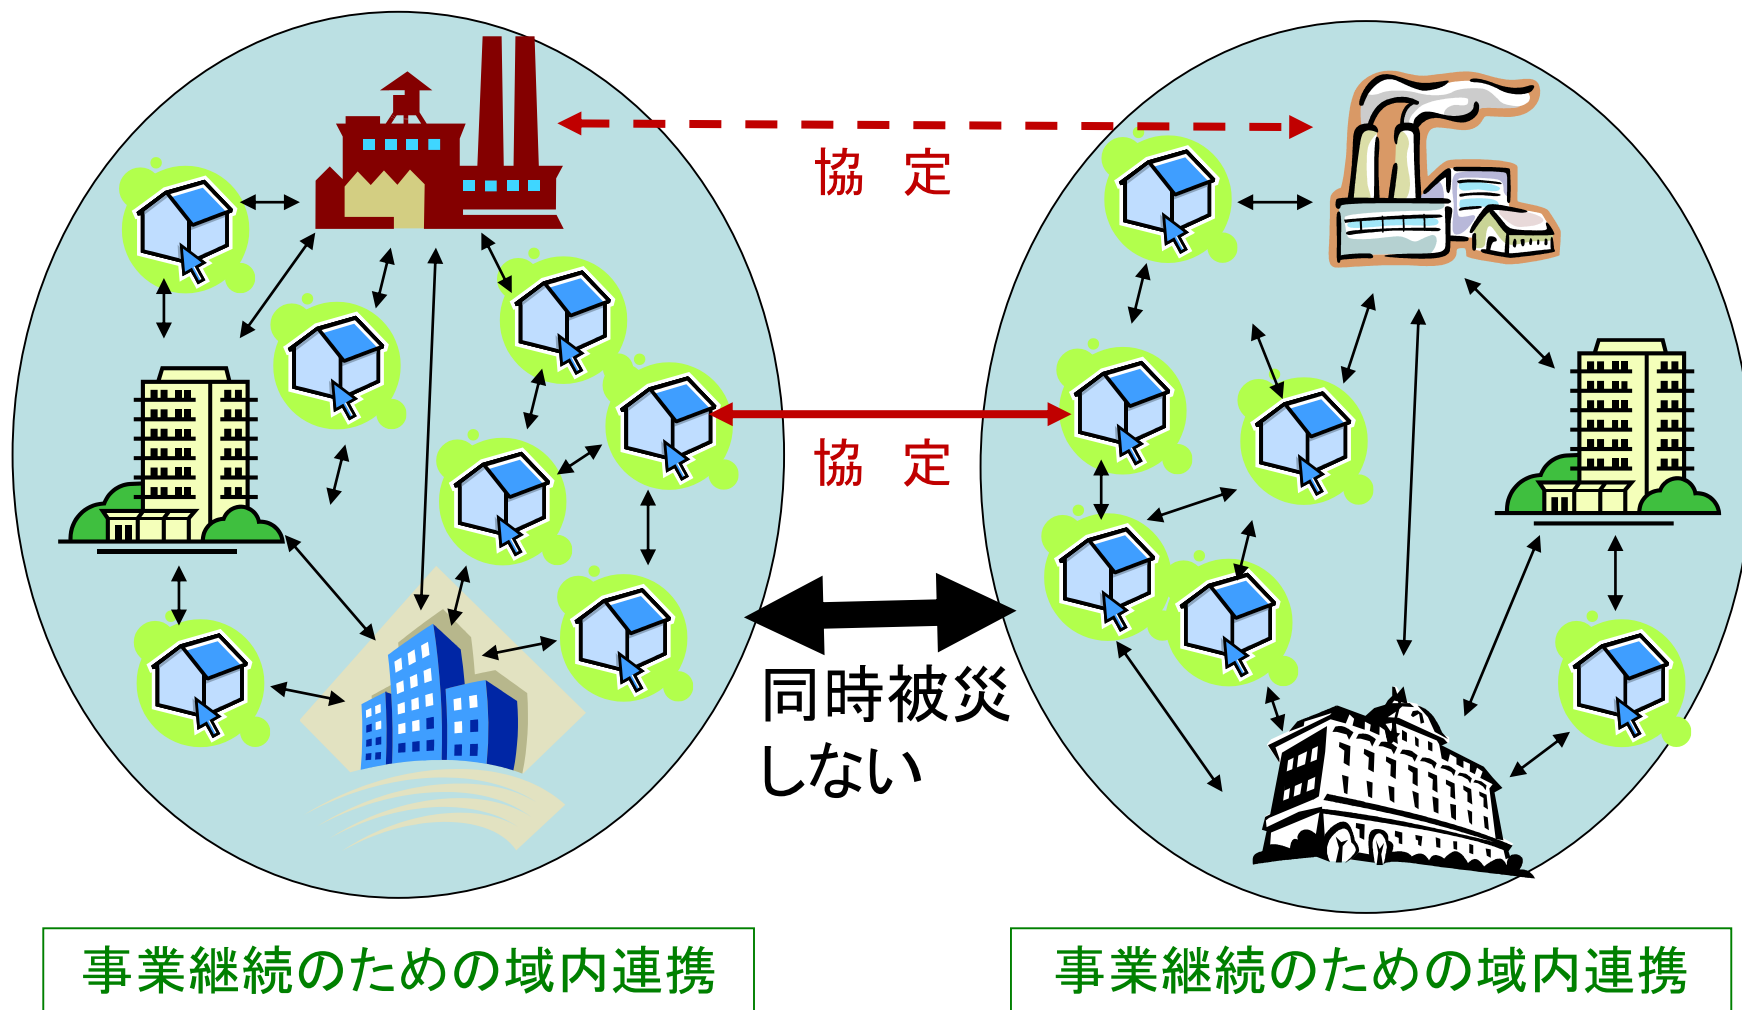 協　定
協　定
同時被災
しない
事業継続のための域内連携
事業継続のための域内連携